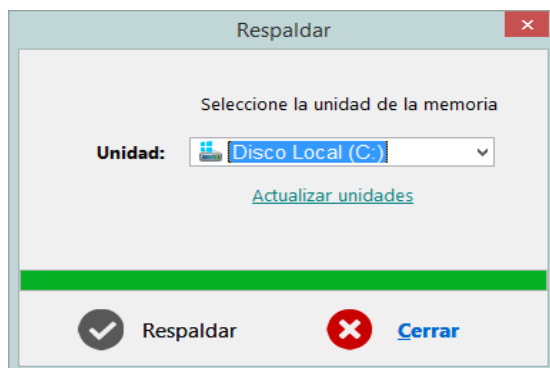 Respaldar
Seleccione la unidad de la memoria
Unidad: Disco Local (C:)
Actualizar unidades
Respaldar Cerrar